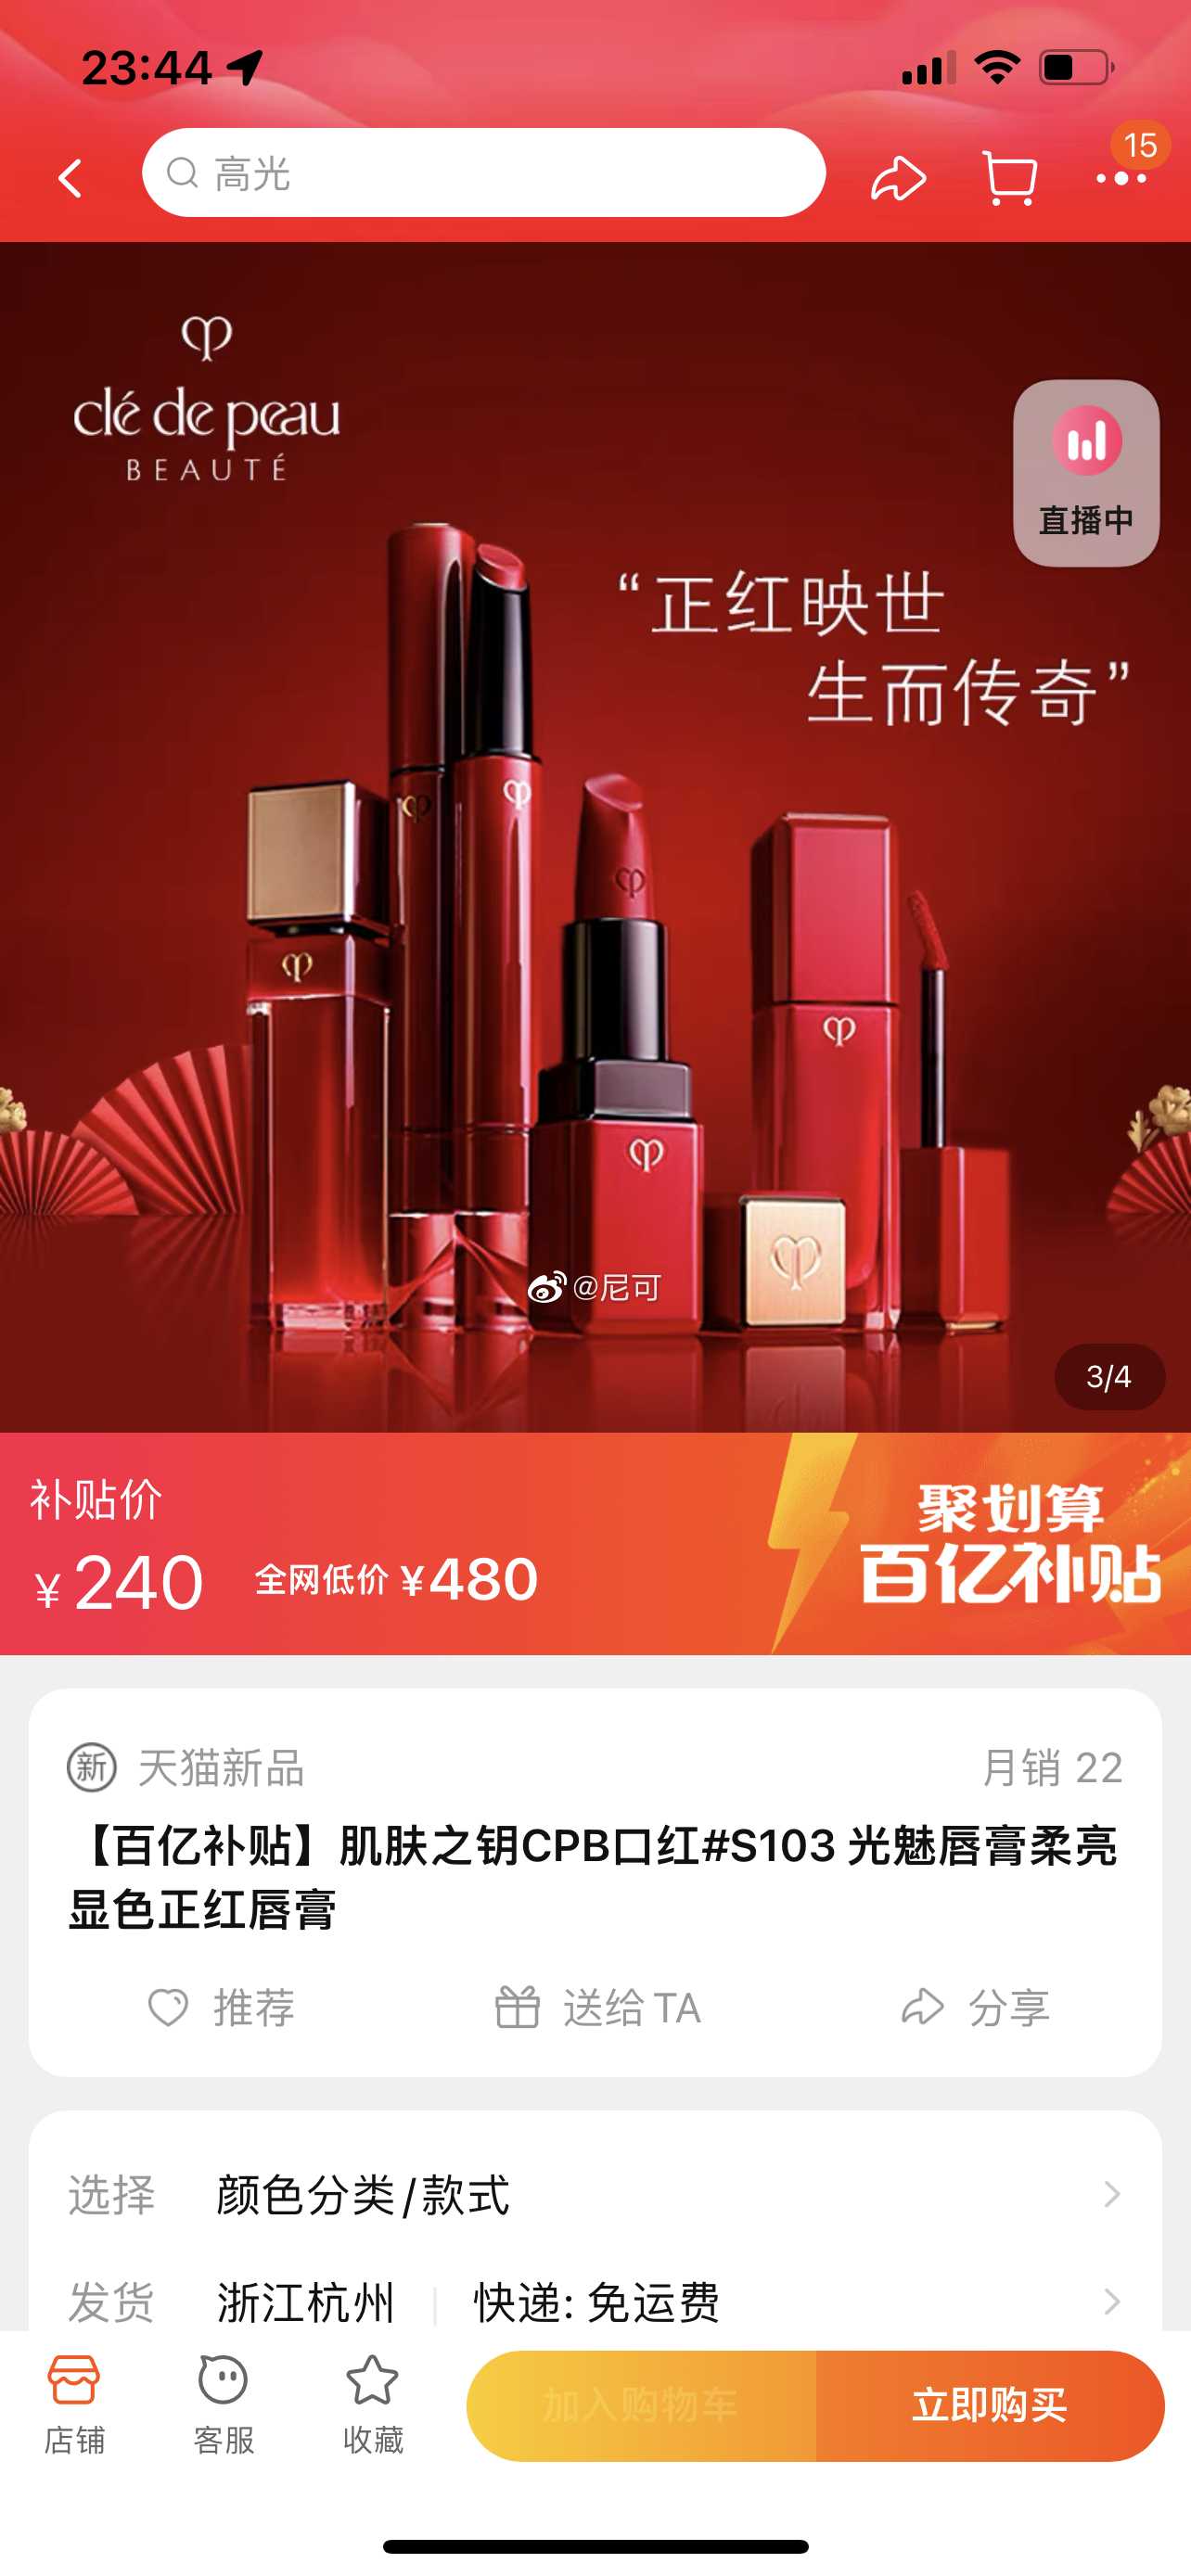 23:44
高光
15
clé de peau
BEAUTÉ
直播中
“正红映世
生而传奇”
@尼可
3/4
补贴价
¥240 全网低价 ¥480
聚划算
百亿补贴
新 天猫新品 月销 22
【百亿补贴】肌肤之钥CPB口红#S103 光魅唇膏柔亮
显色正红唇膏
推荐 送给 TA 分享
选择 颜色分类/款式
发货 浙江杭州 快递: 免运费
店铺 客服 收藏 加入购物车 立即购买